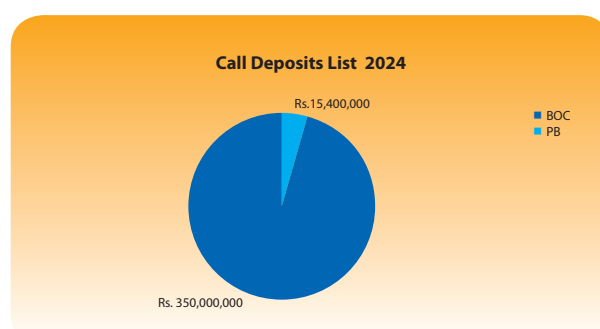 Call Deposits List 2024
Rs.15,400,000
BOC
PB
Rs. 350,000,000